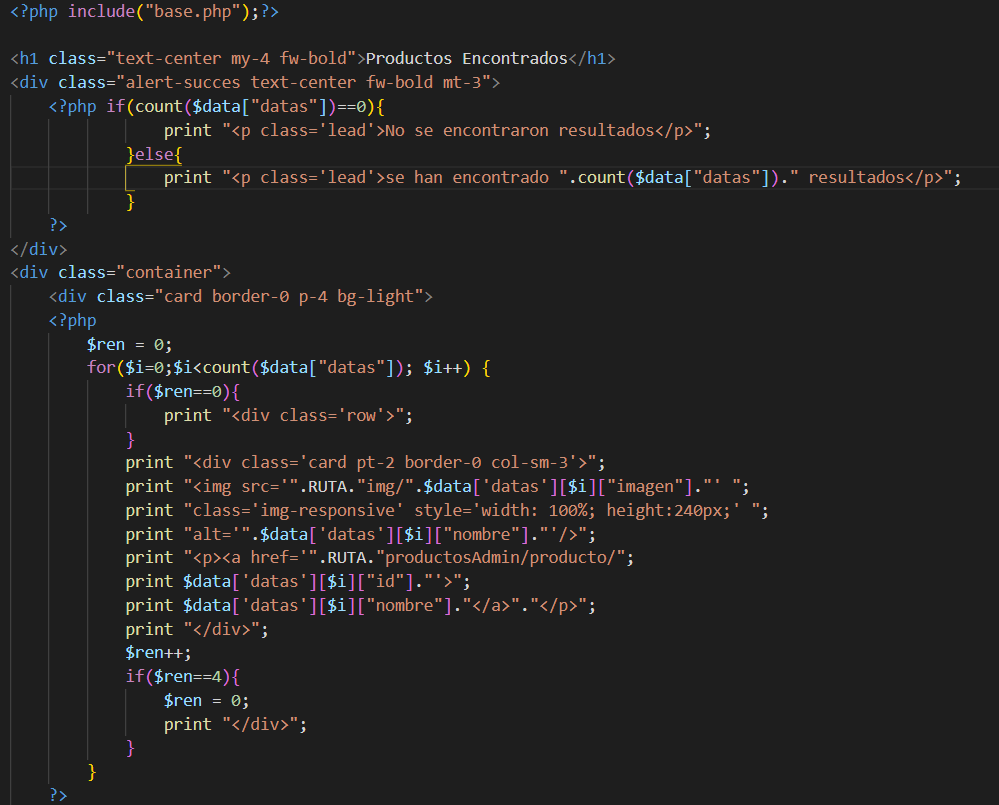 <?php include("base.php");?>
<h1 class="text-center my-4 fw-bold">Productos Encontrados</h1>
<div class="alert-succes text-center fw-bold mt-3">
<?php if(count($data["datas"])==0){
print "<p class='lead'>No se encontraron resultados</p>";
}else{
print "<p class='lead'>se han encontrado ".count($data["datas"])." resultados</p>";
}
?>
</div>
<div class="container">
<div class="card border-0 p-4 bg-light">
<?php
$ren = 0;
for($i=0;$i<count($data["datas"]); $i++) {
if($ren==0){
print "<div class='row'>";
}
print "<div class='card pt-2 border-0 col-sm-3'>";
print "<img src='".RUTA."img/".$data['datas'][$i]["imagen"]."' ";
print "class='img-responsive' style='width: 100%; height:240px;' ";
print "alt='".$data['datas'][$i]["nombre"]."'/>";
print "<p><a href='".RUTA."productosAdmin/producto/";
print $data['datas'][$i]["id"]."'>";
print $data['datas'][$i]["nombre"]."</a>"."</p>";
print "</div>";
$ren++;
if($ren==4){
$ren = 0;
print "</div>";
}
}
?>